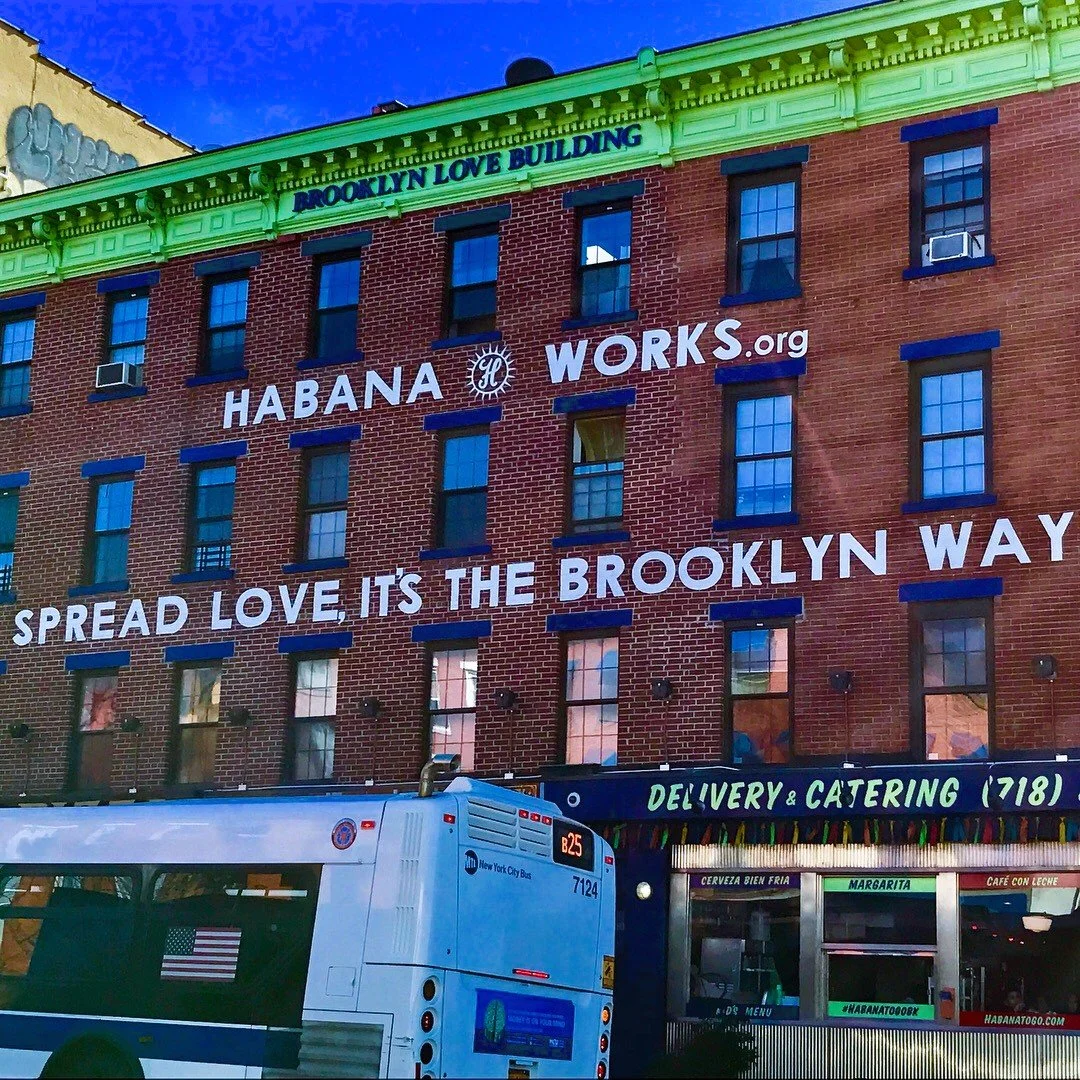 BROOKLYN LOVE BUILDING
HABANA H WORKS.org
SPREAD LOVE, IT'S THE BROOKLYN WAY
DELIVERY & CATERING (718)
B25
New York City Bus
7124
CERVEZA BIEN FRIA
MARGARITA
CAFÉ CON LECHE
MENU
#HABANATOGOBK
HABANATOGO.COM